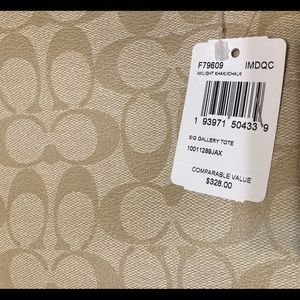 F79609 IMDQC
IM/LIGHT KHAKI/CHALK
1 93971 50433 9
SIG GALLERY TOTE
10011289JAX
COMPARABLE VALUE
$328.00